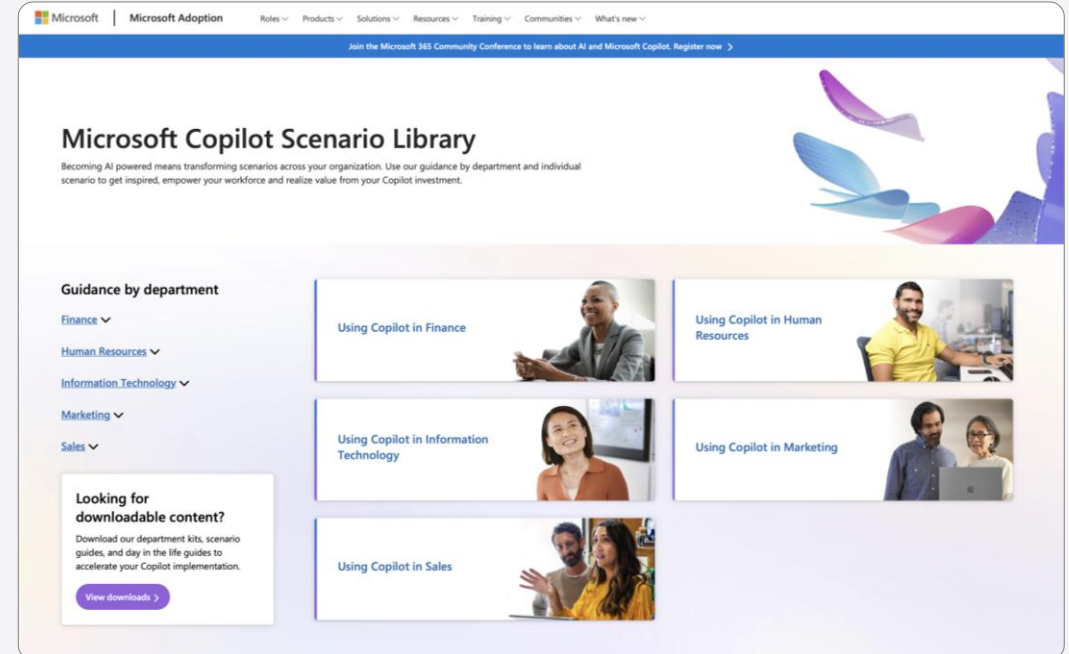 Microsoft Microsoft Adoption Roles Products Solutions Resources Training Communities What's new
Join the Microsoft 365 Community Conference to learn about AI and Microsoft Copilot. Register now
Microsoft Copilot Scenario Library
Becoming AI powered means transforming scenarios across your organization. Use our guidance by department and individual
scenario to get inspired, empower your workforce and realize value from your Copilot investment.
Guidance by department
Finance
Human Resources
Information Technology
Marketing
Sales
Looking for
downloadable content?
Download our department kits, scenario
guides, and day in the life guides to
accelerate your Copilot implementation.
View downloads
Using Copilot in Finance
Using Copilot in Human
Resources
Using Copilot in Information
Technology
Using Copilot in Marketing
Using Copilot in Sales